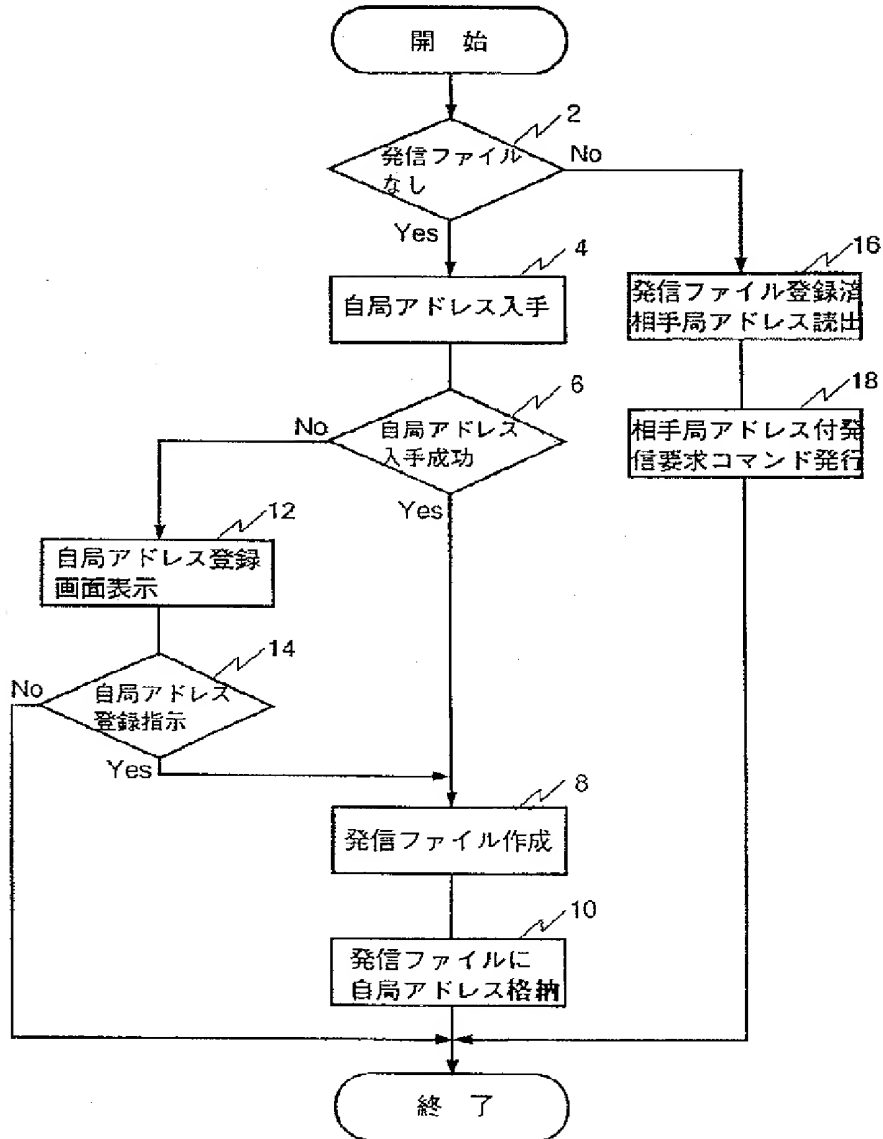 開 始
2
発信ファイル
なし
No
Yes
4
自局アドレス入手
16
発信ファイル登録済
相手局アドレス読出
6
自局アドレス
入手成功
No
Yes
18
相手局アドレス付発
信要求コマンド発行
12
自局アドレス登録
画面表示
14
自局アドレス
登録指示
No
Yes
8
発信ファイル作成
10
発信ファイルに
自局アドレス格納
終 了